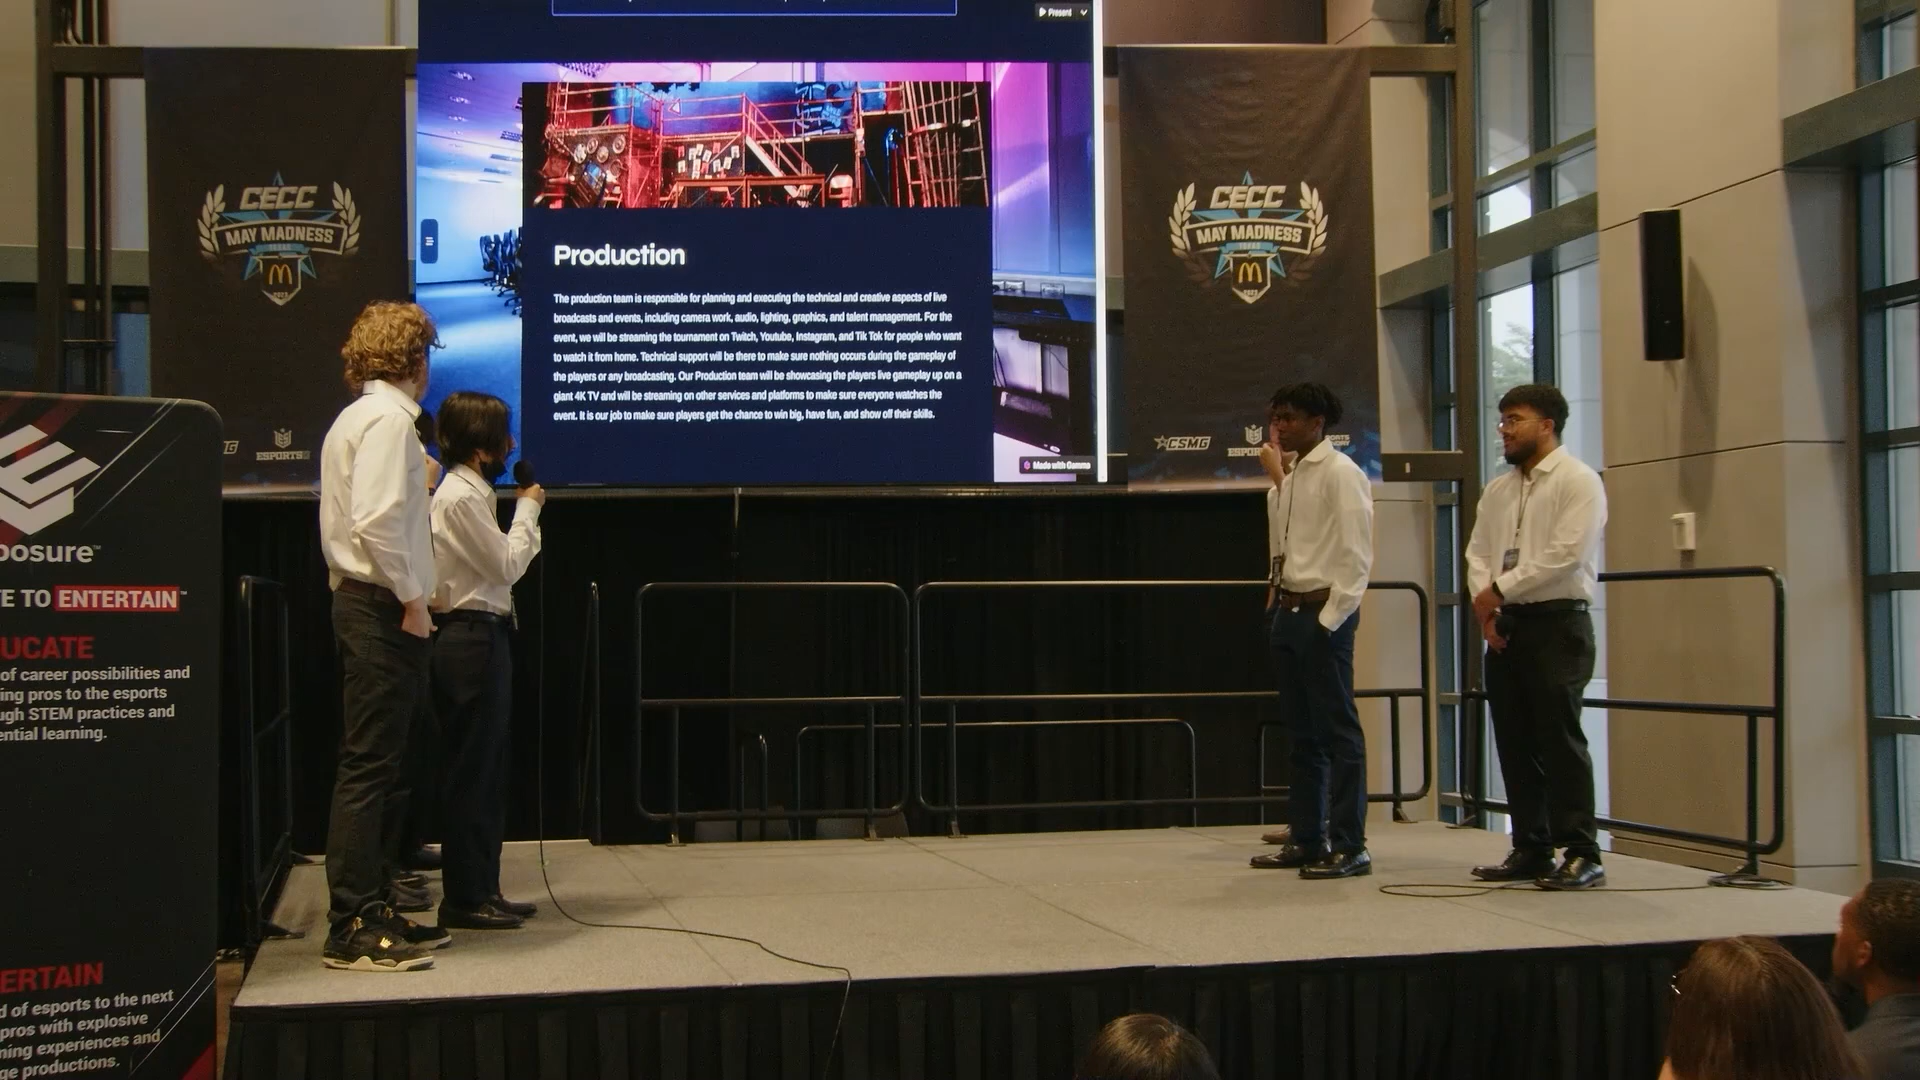 Present
CECC
MAY MADNESS
TEXAS
2023
ESPORTS
CECC
MAY MADNESS
TEXAS
2023
CSMG
Production
The production team is responsible for planning and executing the technical and creative aspects of live
broadcasts and events, including camera work, audio, lighting, graphics, and talent management. For the
event, we will be streaming the tournament on Twitch, Youtube, Instagram, and Tik Tok for people who want
to watch it from home. Technical support will be there to make sure nothing occurs during the gameplay of
the players or any broadcasting. Our Production team will be showcasing the players live gameplay up on a
giant 4K TV and will be streaming on other services and platforms to make sure everyone watches the
event. It is our job to make sure players get the chance to win big, have fun, and show off their skills.
Made with Gamma
posure™
TE TO ENTERTAIN™
UCATE
of career possibilities and
ing pros to the esports
ugh STEM practices and
ential learning.
ERTAIN
d of esports to the next
pros with explosive
ning experiences and
ge productions.